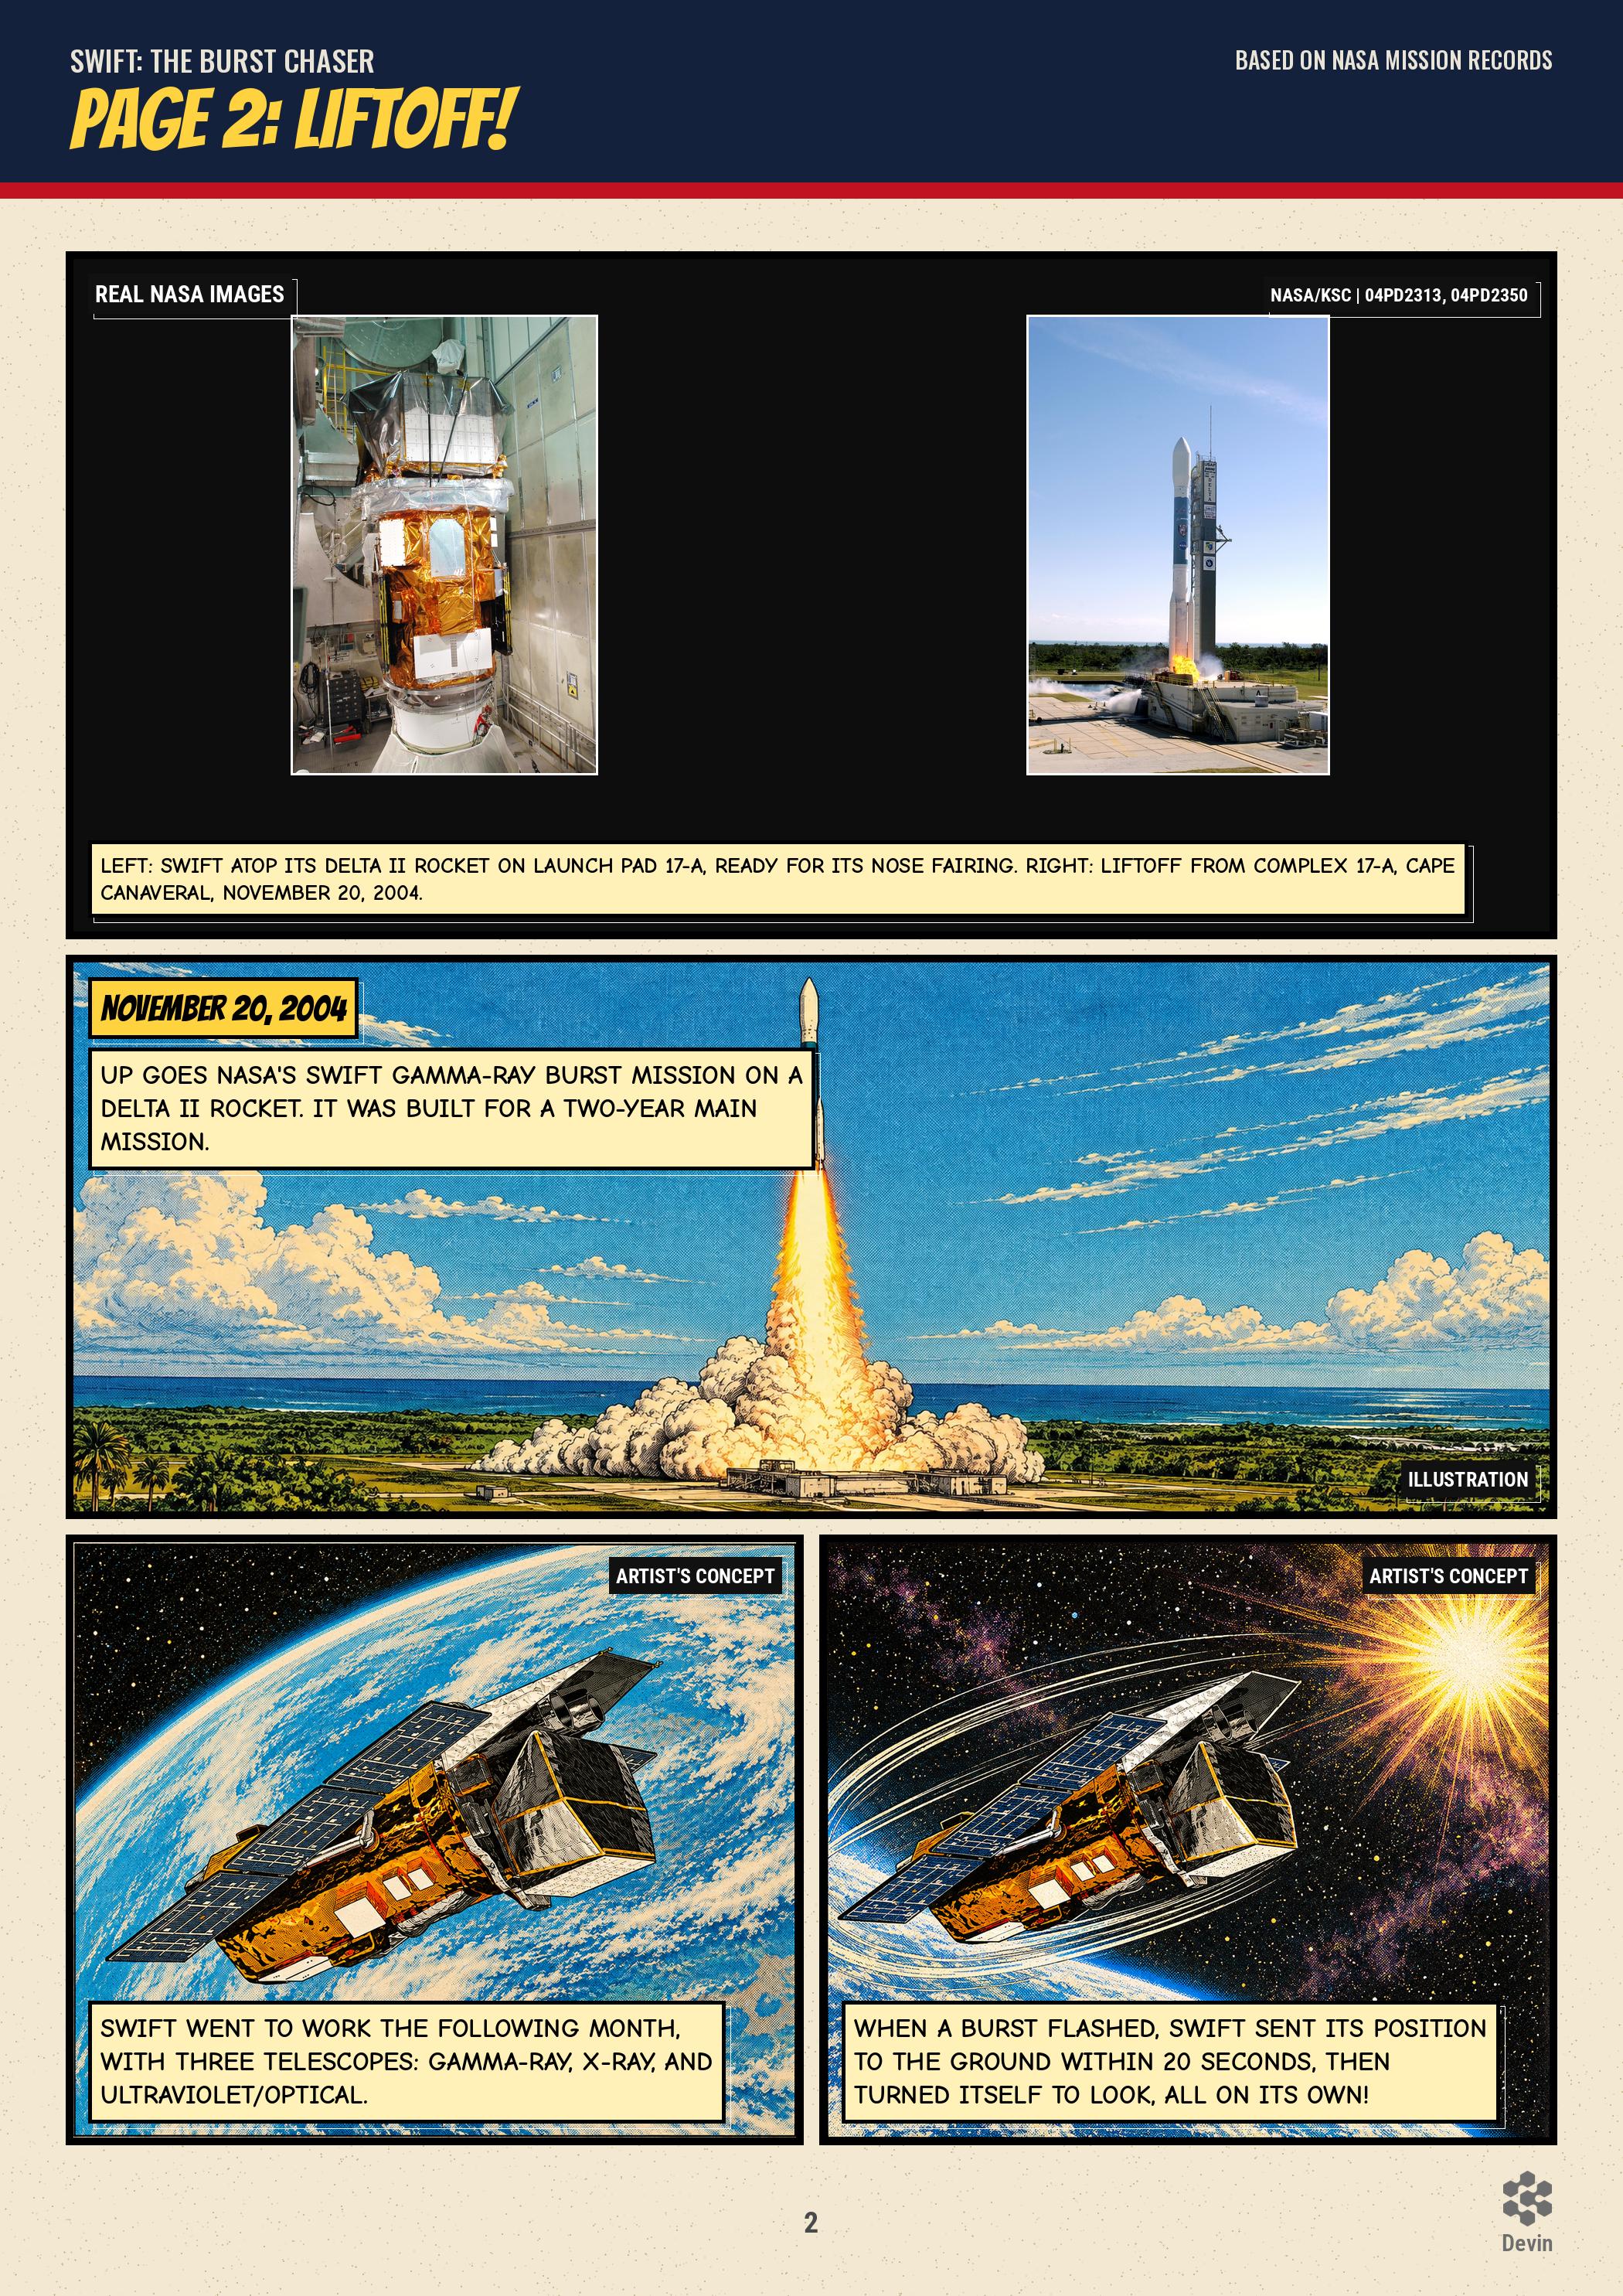 SWIFT: THE BURST CHASER
BASED ON NASA MISSION RECORDS
PAGE 2: LIFTOFF!
REAL NASA IMAGES
NASA/KSC | 04PD2313, 04PD2350
LEFT: SWIFT ATOP ITS DELTA II ROCKET ON LAUNCH PAD 17-A, READY FOR ITS NOSE FAIRING. RIGHT: LIFTOFF FROM COMPLEX 17-A, CAPE
CANAVERAL, NOVEMBER 20, 2004.
NOVEMBER 20, 2004
UP GOES NASA'S SWIFT GAMMA-RAY BURST MISSION ON A
DELTA II ROCKET. IT WAS BUILT FOR A TWO-YEAR MAIN
MISSION.
ILLUSTRATION
ARTIST'S CONCEPT
SWIFT WENT TO WORK THE FOLLOWING MONTH,
WITH THREE TELESCOPES: GAMMA-RAY, X-RAY, AND
ULTRAVIOLET/OPTICAL.
ARTIST'S CONCEPT
WHEN A BURST FLASHED, SWIFT SENT ITS POSITION
TO THE GROUND WITHIN 20 SECONDS, THEN
TURNED ITSELF TO LOOK, ALL ON ITS OWN!
2
Devin